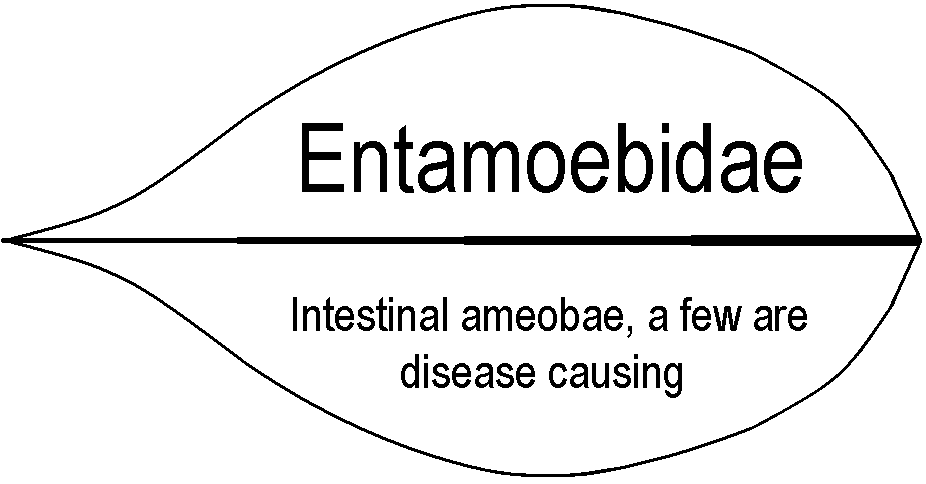 Entamoebidae
Intestinal ameobae, a few are
disease causing